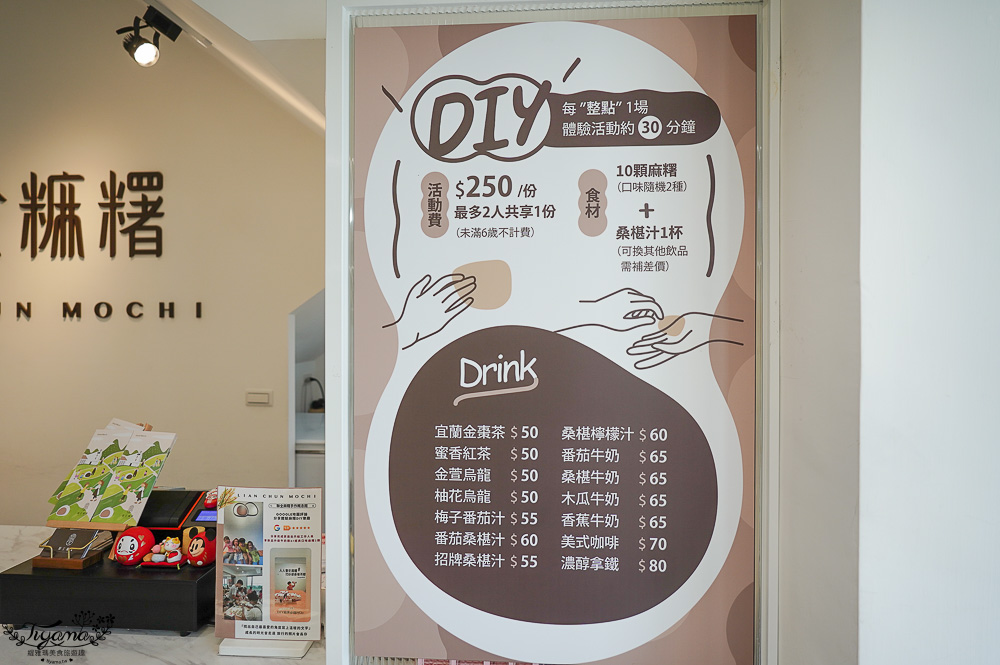 糍糬
UN MOCHI
DIY
每“整點”1場
體驗活動約 30 分鐘
活動費
$250 /份
最多2人共享1份
(未滿6歲不計費)
食材
10顆麻糬
(口味隨機2種)
+
桑椹汁1杯
(可換其他飲品
需補差價)
Drink
宜蘭金棗茶 $50
蜜香紅茶 $50
金萱烏龍 $50
柚花烏龍 $50
梅子番茄汁 $55
番茄桑椹汁 $60
招牌桑椹汁 $55
桑椹檸檬汁 $60
番茄牛奶 $65
桑椹牛奶 $65
木瓜牛奶 $65
香蕉牛奶 $65
美式咖啡 $70
濃醇拿鐵 $80
LIAN CHUN MOCHI
Iyama